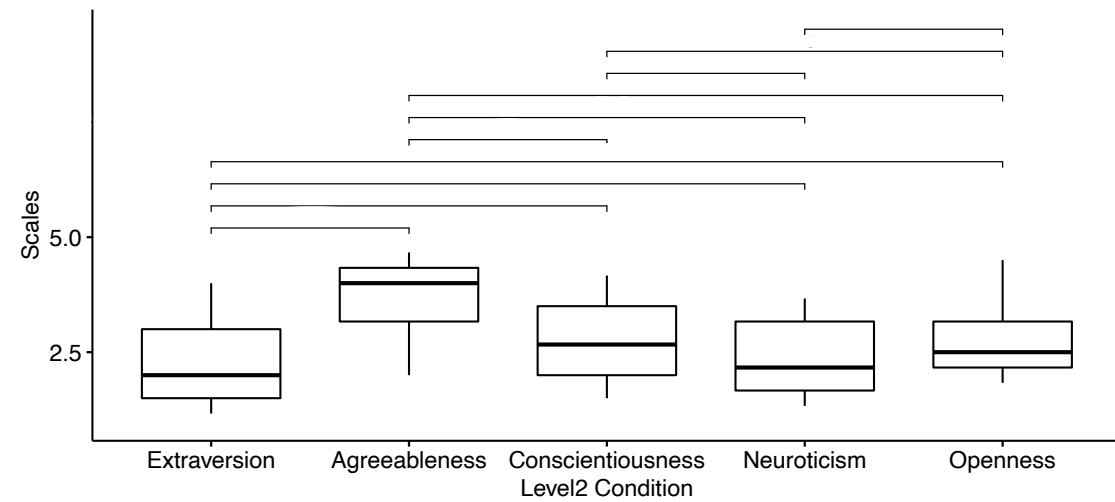 Scales
5.0
2.5
Extraversion Agreeableness Conscientiousness Neuroticism Openness
Level2 Condition